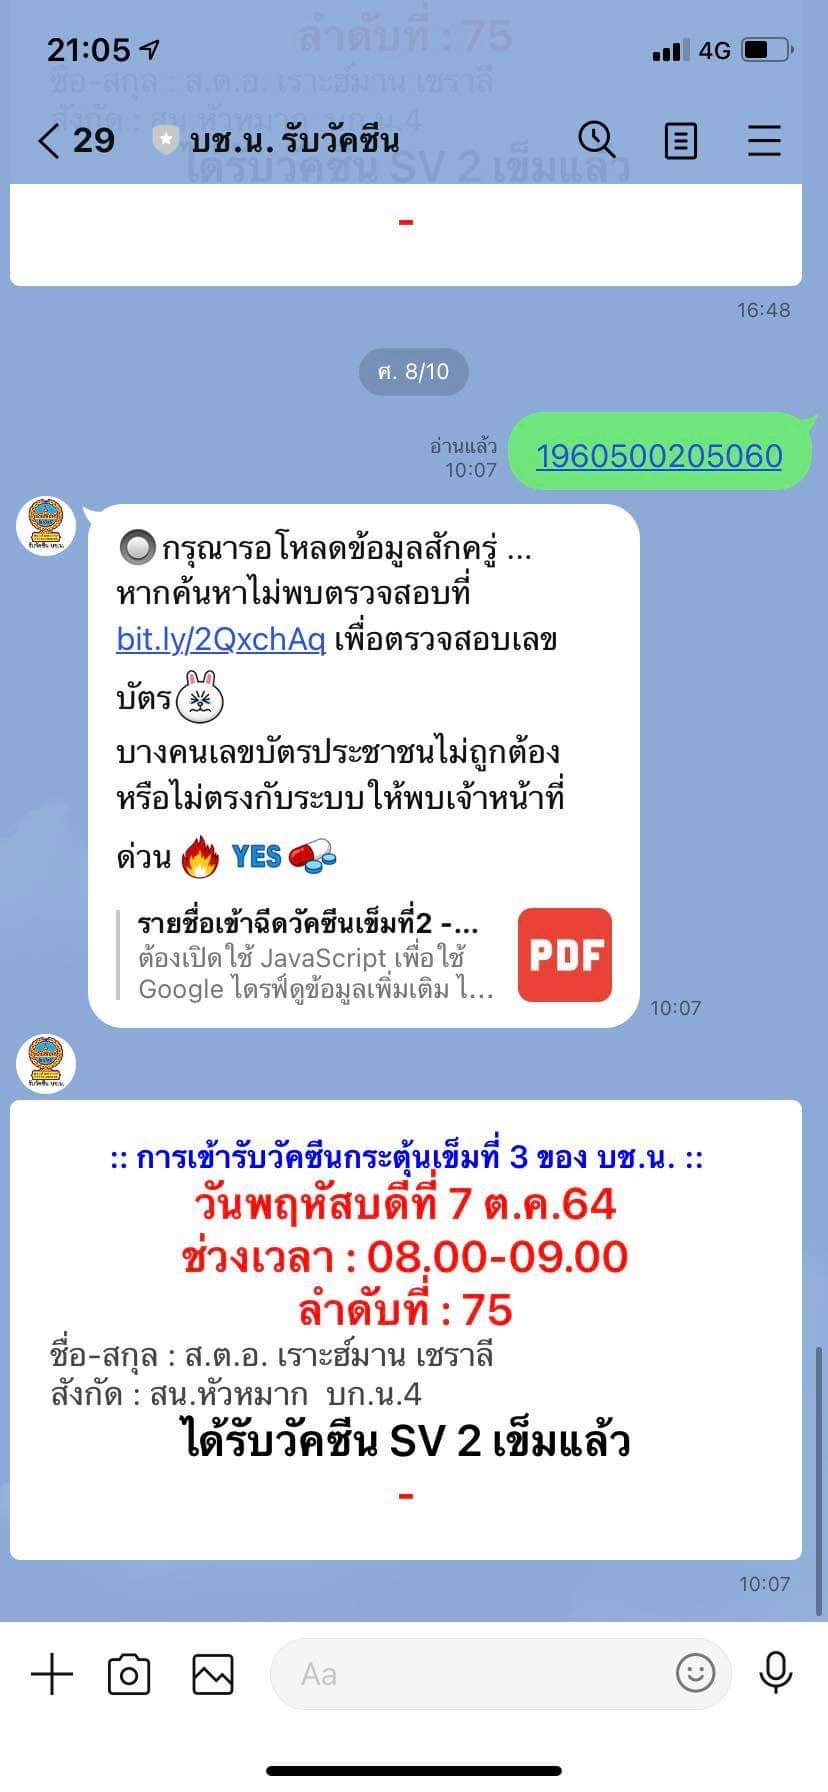 21:05
4G
ลำดับที่ : 75
ชื่อ-สกุล : ส.ต.อ. เราะฮ์มาน เชราลี
สังกัด : สน.หัวหมาก บก.น.4
29 บช.น. รับวัคซีน
ได้รับวัคซีน SV 2 เข็มแล้ว
-
16:48
ศ. 8/10
อ่านแล้ว
10:07
1960500205060
กรุณารอโหลดข้อมูลสักครู่ ...
หากค้นหาไม่พบตรวจสอบที่
bit.ly/2QxchAq เพื่อตรวจสอบเลข
บัตร
บางคนเลขบัตรประชาชนไม่ถูกต้อง
หรือไม่ตรงกับระบบให้พบเจ้าหน้าที่
ด่วน YES
รายชื่อเข้าฉีดวัคซีนเข็มที่2 -...
ต้องเปิดใช้ JavaScript เพื่อใช้
Google ไดรฟ์ดูข้อมูลเพิ่มเติม ไ...
PDF
10:07
:: การเข้ารับวัคซีนกระตุ้นเข็มที่ 3 ของ บช.น. ::
วันพฤหัสบดีที่ 7 ต.ค.64
ช่วงเวลา : 08.00-09.00
ลำดับที่ : 75
ชื่อ-สกุล : ส.ต.อ. เราะฮ์มาน เชราลี
สังกัด : สน.หัวหมาก บก.น.4
ได้รับวัคซีน SV 2 เข็มแล้ว
-
10:07
Aa